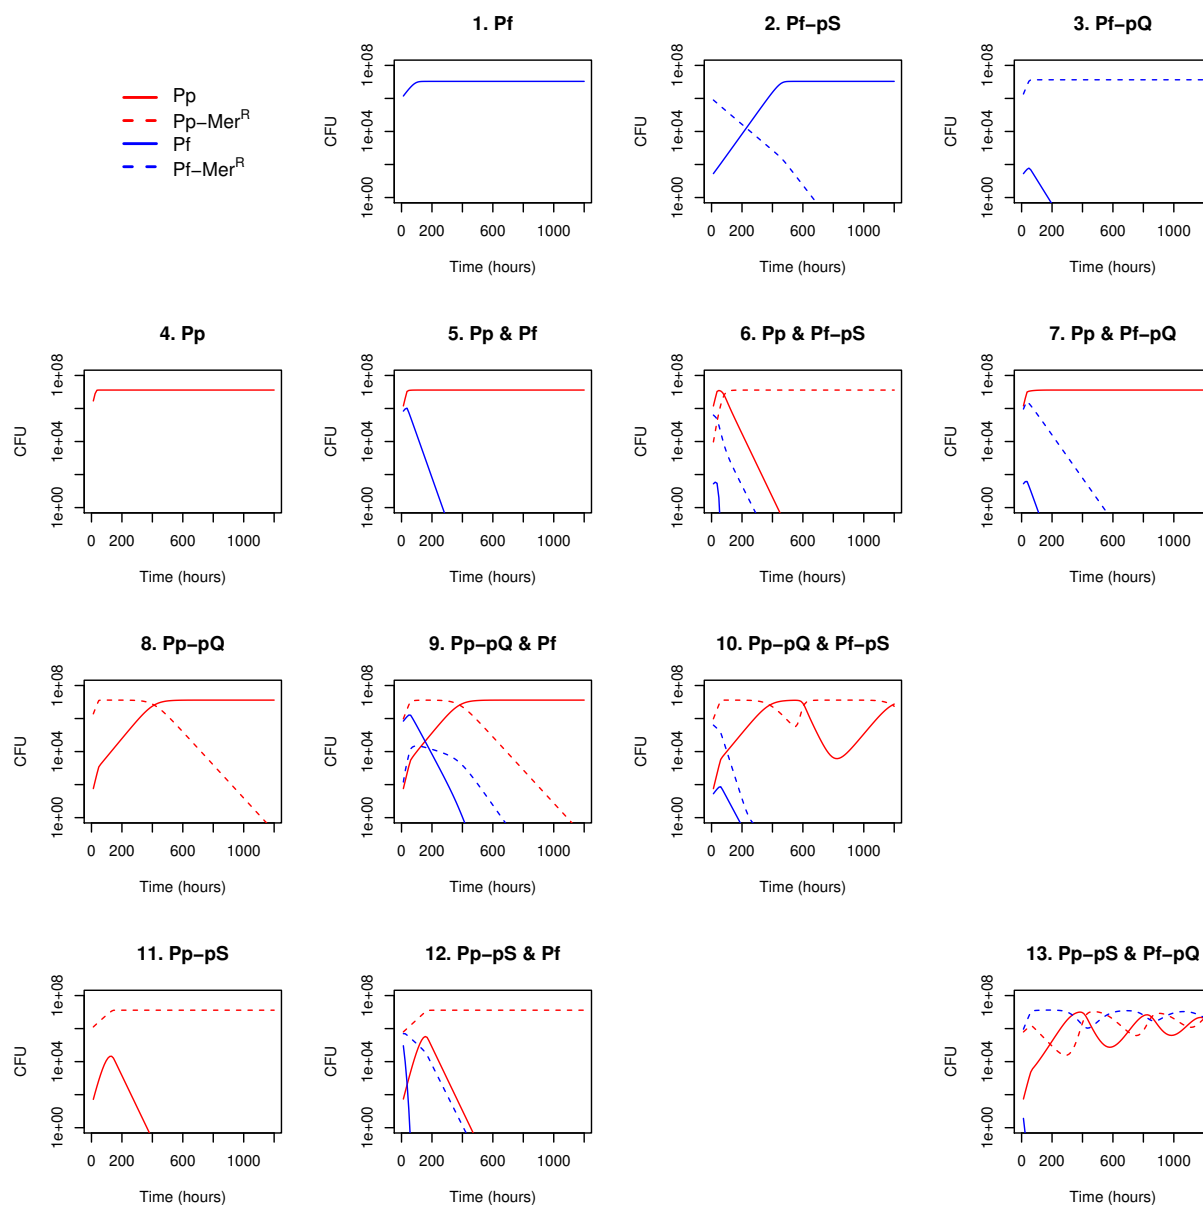 1. Pf
2. Pf−pS
3. Pf−pQ
Pp
Pp−Mer^R
Pf
Pf−Mer^R
CFU
1e+00 1e+04 1e+08
0 200 600 1000
Time (hours)
CFU
1e+00 1e+04 1e+08
0 200 600 1000
Time (hours)
CFU
1e+00 1e+04 1e+08
0 200 600 1000
Time (hours)
4. Pp
5. Pp & Pf
6. Pp & Pf−pS
7. Pp & Pf−pQ
CFU
1e+00 1e+04 1e+08
0 200 600 1000
Time (hours)
CFU
1e+00 1e+04 1e+08
0 200 600 1000
Time (hours)
CFU
1e+00 1e+04 1e+08
0 200 600 1000
Time (hours)
CFU
1e+00 1e+04 1e+08
0 200 600 1000
Time (hours)
8. Pp−pQ
9. Pp−pQ & Pf
10. Pp−pQ & Pf−pS
CFU
1e+00 1e+04 1e+08
0 200 600 1000
Time (hours)
CFU
1e+00 1e+04 1e+08
0 200 600 1000
Time (hours)
CFU
1e+00 1e+04 1e+08
0 200 600 1000
Time (hours)
11. Pp−pS
12. Pp−pS & Pf
13. Pp−pS & Pf−pQ
CFU
1e+00 1e+04 1e+08
0 200 600 1000
Time (hours)
CFU
1e+00 1e+04 1e+08
0 200 600 1000
Time (hours)
CFU
1e+00 1e+04 1e+08
0 200 600 1000
Time (hours)